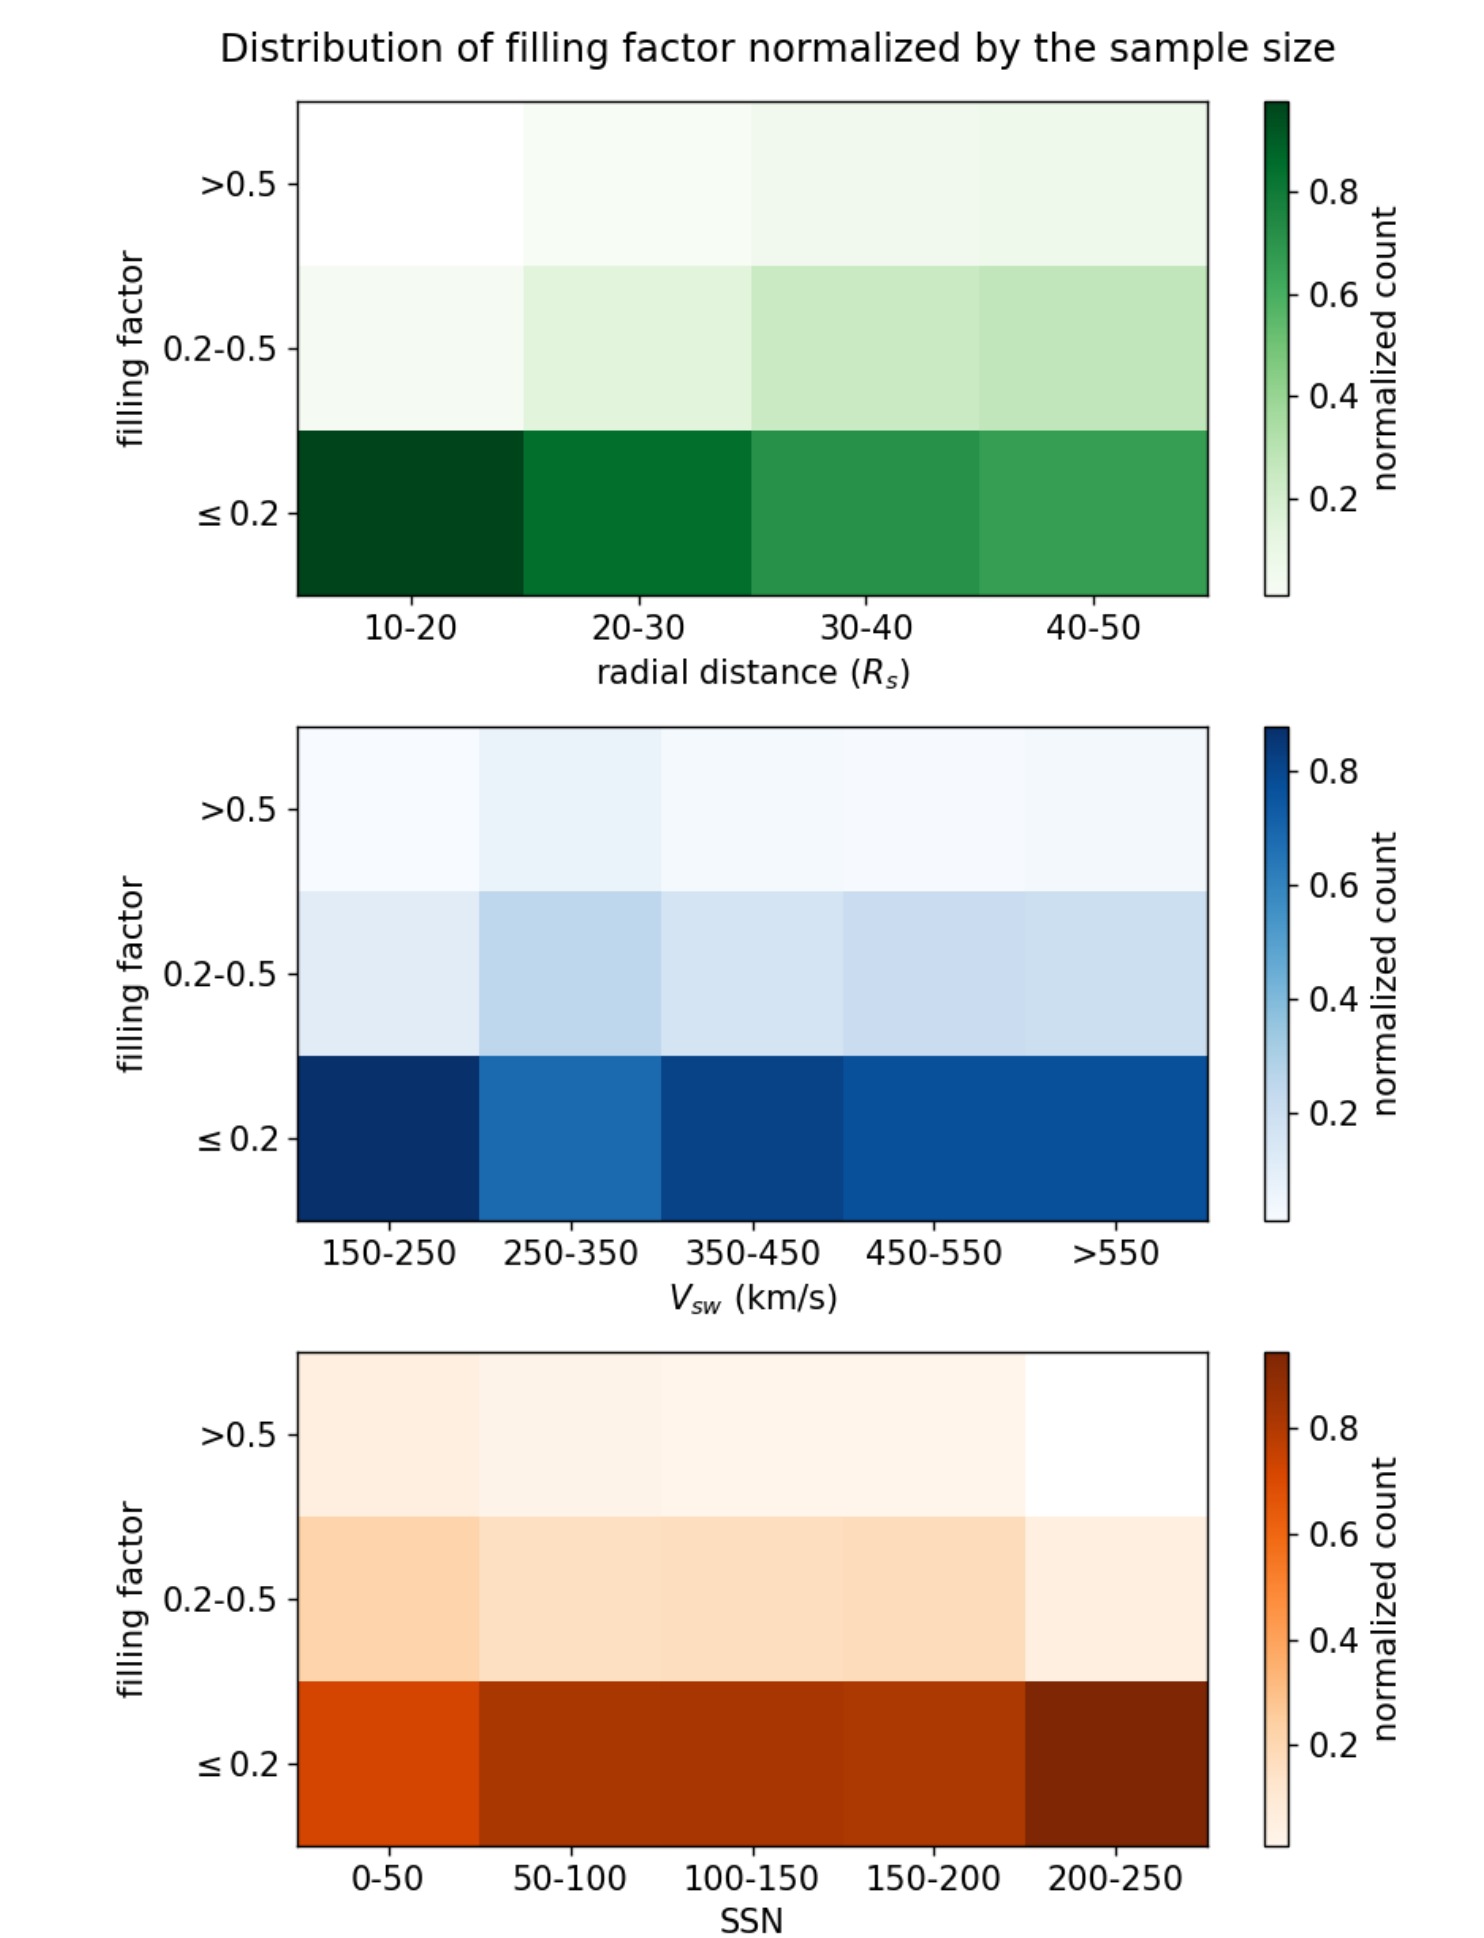 Distribution of filling factor normalized by the sample size
filling factor
>0.5
0.2-0.5
≤ 0.2
10-20 20-30 30-40 40-50
radial distance (Rₛ)
0.8
0.6
0.4
0.2
normalized count
filling factor
>0.5
0.2-0.5
≤ 0.2
150-250 250-350 350-450 450-550 >550
V_sw (km/s)
0.8
0.6
0.4
0.2
normalized count
filling factor
>0.5
0.2-0.5
≤ 0.2
0-50 50-100 100-150 150-200 200-250
SSN
0.8
0.6
0.4
0.2
normalized count